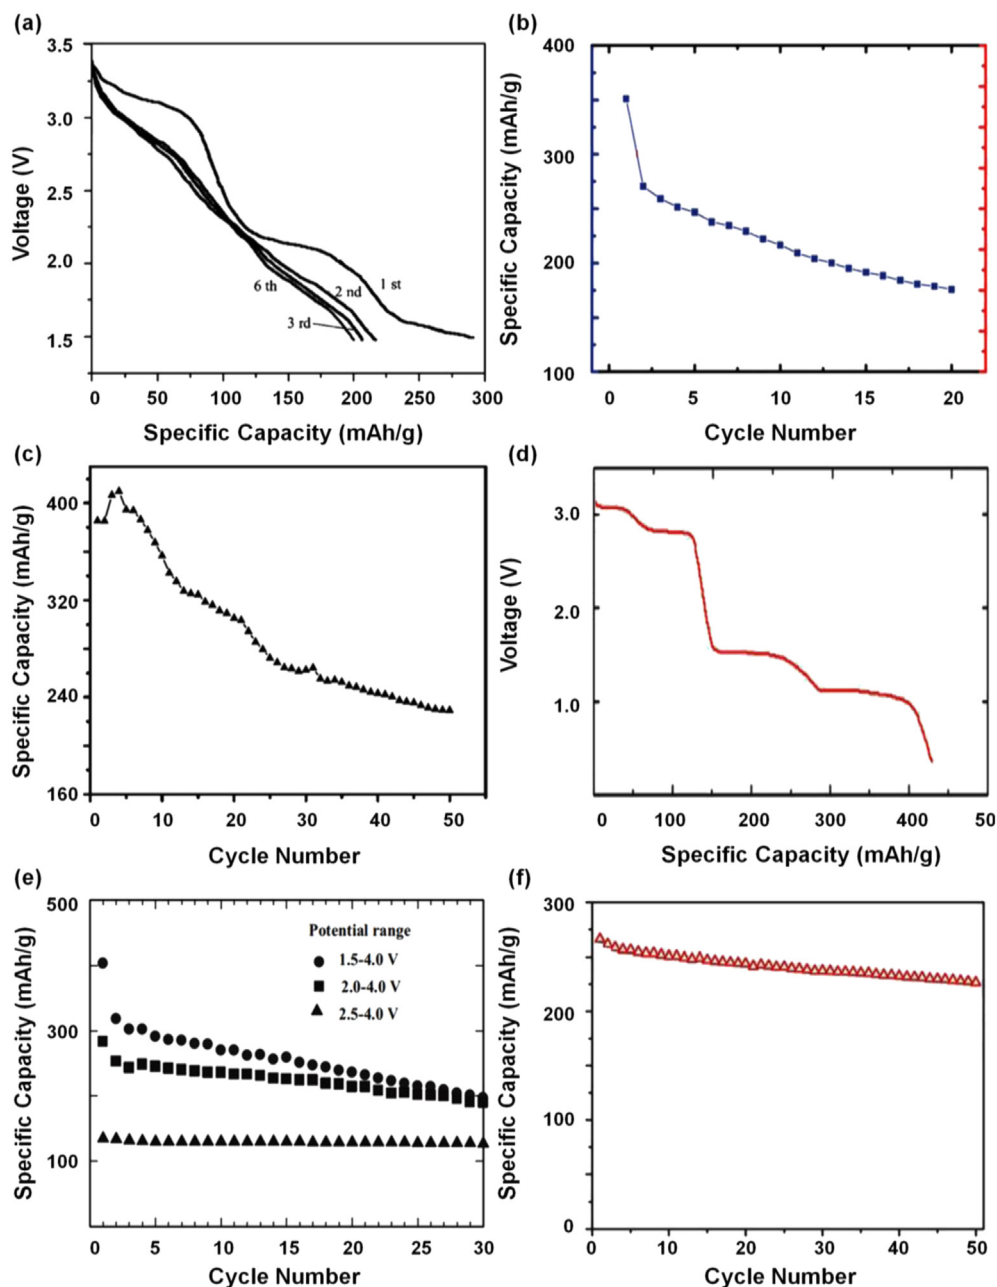 (a)
3.5
3.0
2.5
2.0
1.5
Voltage (V)
6 th
2 nd
1 st
3 rd
0 50 100 150 200 250 300
Specific Capacity (mAh/g)
(b)
400
300
200
100
Specific Capacity (mAh/g)
0 5 10 15 20
Cycle Number
(c)
400
320
240
160
Specific Capacity (mAh/g)
0 10 20 30 40 50
Cycle Number
(d)
3.0
2.0
1.0
Voltage (V)
0 100 200 300 400 50
Specific Capacity (mAh/g)
(e)
500
300
100
Specific Capacity (mAh/g)
Potential range
1.5-4.0 V
2.0-4.0 V
2.5-4.0 V
0 5 10 15 20 25 30
Cycle Number
(f)
300
250
200
150
100
50
0
Specific Capacity (mAh/g)
0 10 20 30 40 50
Cycle Number